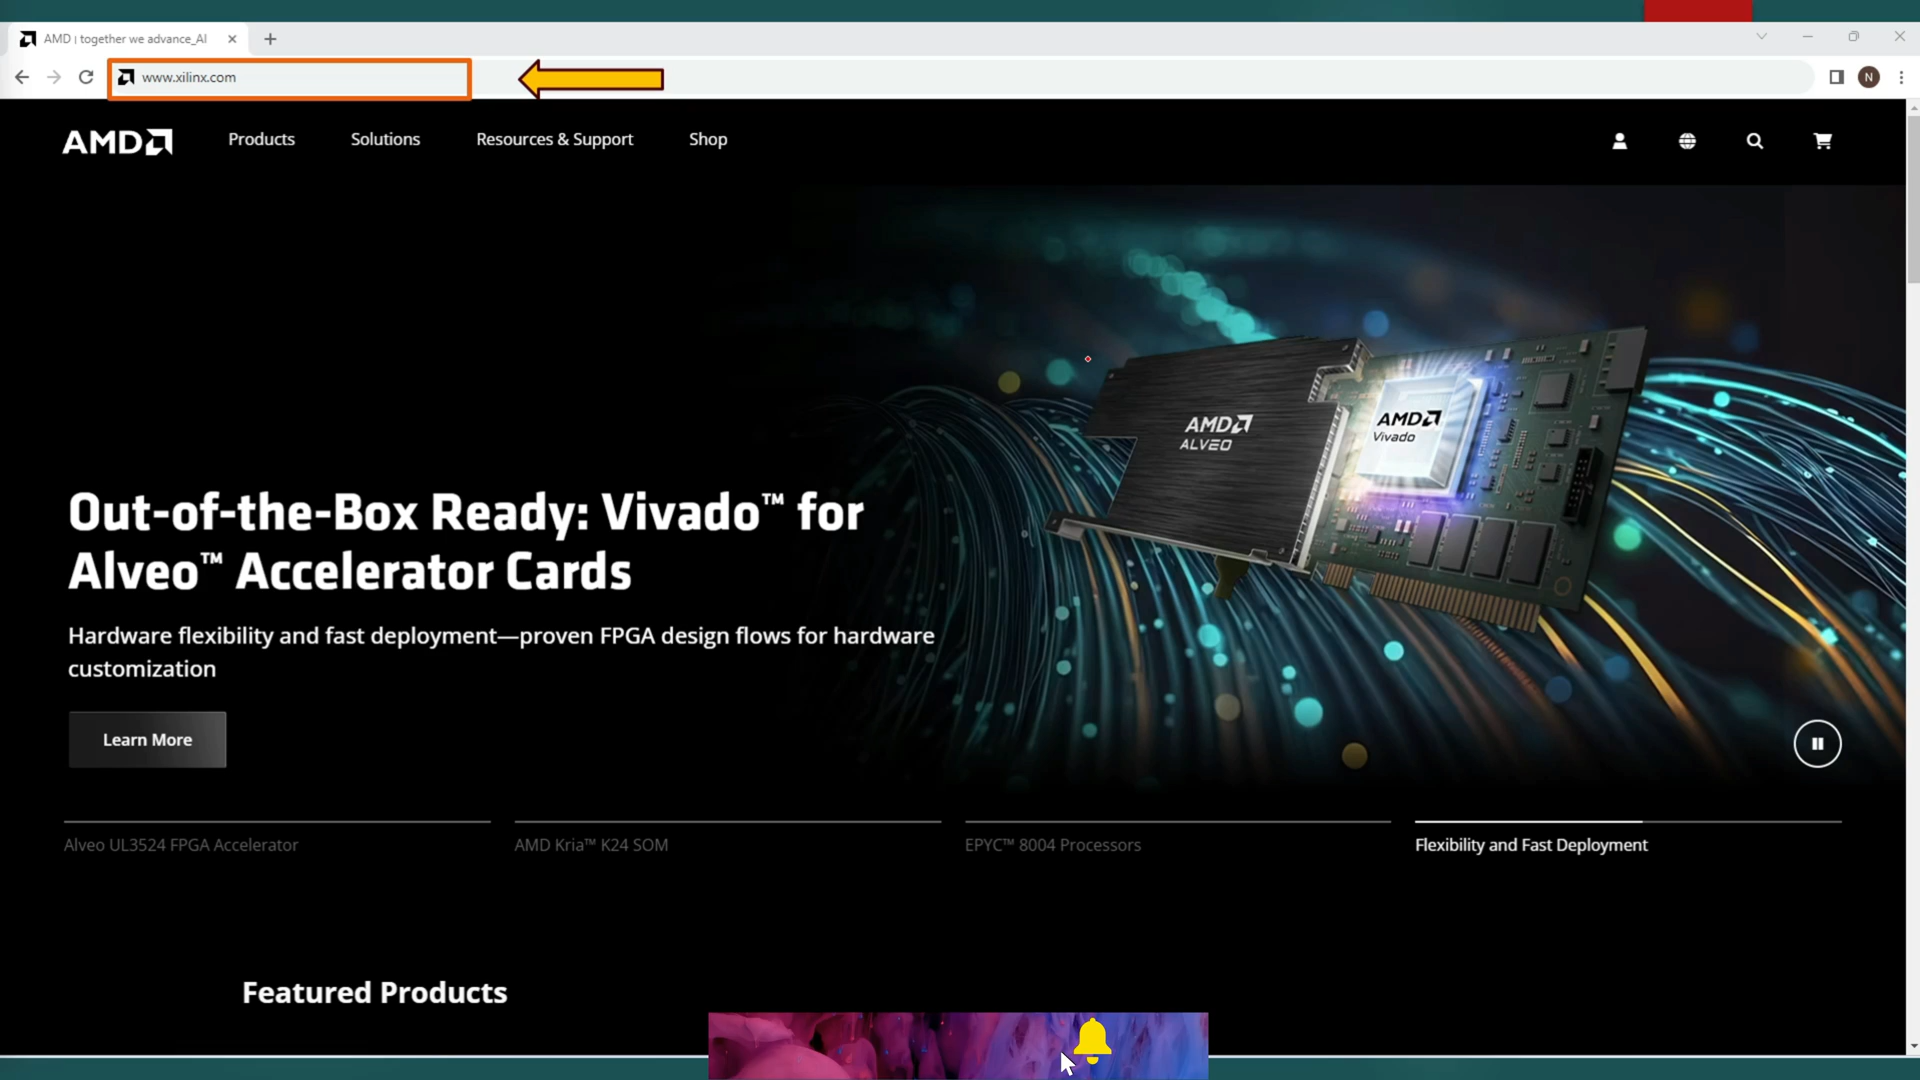 AMD | together we advance_AI
www.xilinx.com
N
AMD
Products
Solutions
Resources & Support
Shop
AMD
ALVEO
AMD
Vivado
Out-of-the-Box Ready: Vivado™ for
Alveo™ Accelerator Cards
Hardware flexibility and fast deployment—proven FPGA design flows for hardware
customization
Learn More
Alveo UL3524 FPGA Accelerator
AMD Kria™ K24 SOM
EPYC™ 8004 Processors
Flexibility and Fast Deployment
Featured Products